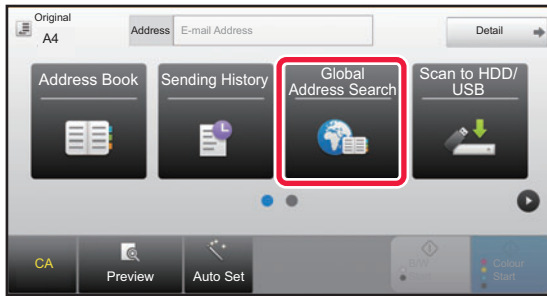 Original
A4
Address
E-mail Address
Detail
Address Book
Sending History
Global
Address Search
Scan to HDD/
USB
CA
Preview
Auto Set
B/W
Start
Colour
Start